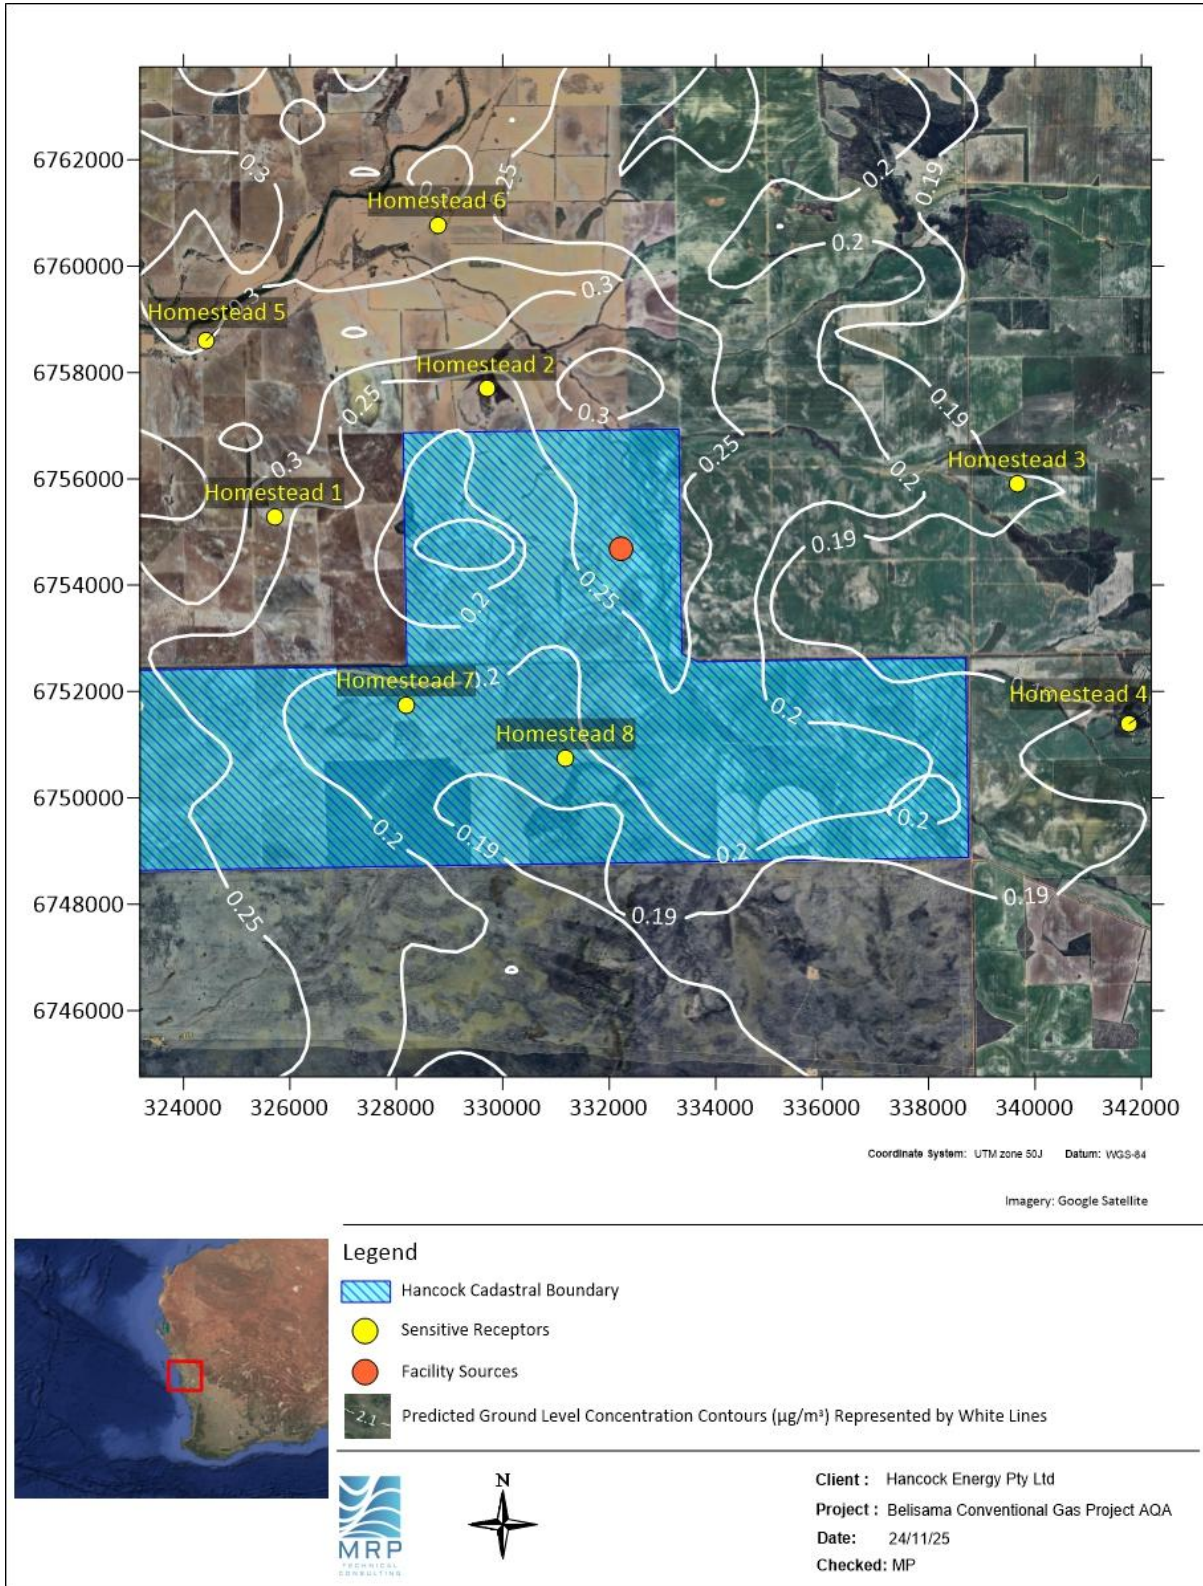 0.3
0.2
0.19
0.25
6762000
Homestead 6
0.2
6760000
0.3
0.3
Homestead 5
6758000
Homestead 2
0.25
0.3
0.19
0.25
0.3
0.2
6756000
Homestead 3
Homestead 1
0.19
6754000
0.25
0.2
6752000
Homestead 7
0.2
Homestead 4
0.2
Homestead 8
6750000
0.2
0.2
0.19
0.2
6748000
0.25
0.19
0.19
6746000
324000 326000 328000 330000 332000 334000 336000 338000 340000 342000
Coordinate System: UTM zone 50J Datum: WGS-84
Imagery: Google Satellite
Legend
Hancock Cadastral Boundary
Sensitive Receptors
Facility Sources
2.1
Predicted Ground Level Concentration Contours (µg/m³) Represented by White Lines
N
MRP
TECHNICAL
CONSULTING
Client : Hancock Energy Pty Ltd
Project : Belisama Conventional Gas Project AQA
Date: 24/11/25
Checked: MP